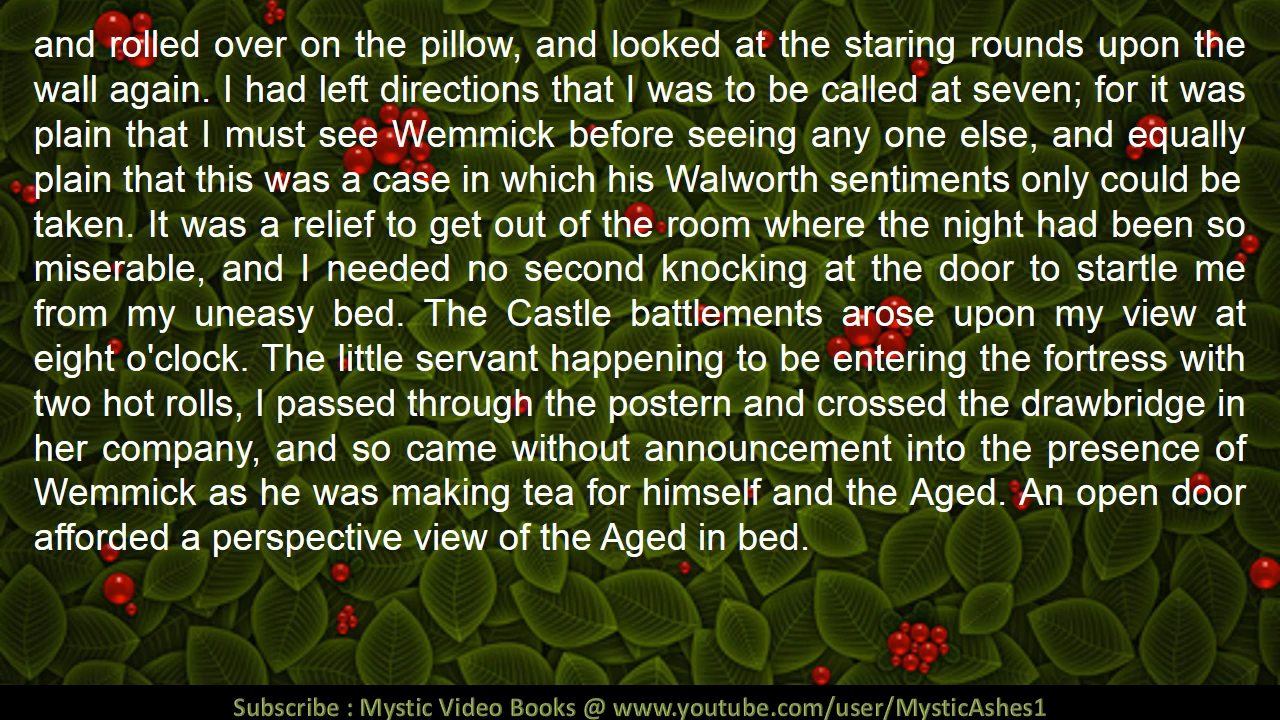 and rolled over on the pillow, and looked at the staring rounds upon the
wall again. I had left directions that I was to be called at seven; for it was
plain that I must see Wemmick before seeing any one else, and equally
plain that this was a case in which his Walworth sentiments only could be
taken. It was a relief to get out of the room where the night had been so
miserable, and I needed no second knocking at the door to startle me
from my uneasy bed. The Castle battlements arose upon my view at
eight o'clock. The little servant happening to be entering the fortress with
two hot rolls, I passed through the postern and crossed the drawbridge in
her company, and so came without announcement into the presence of
Wemmick as he was making tea for himself and the Aged. An open door
afforded a perspective view of the Aged in bed.
Subscribe : Mystic Video Books @ www.youtube.com/user/MysticAshes1